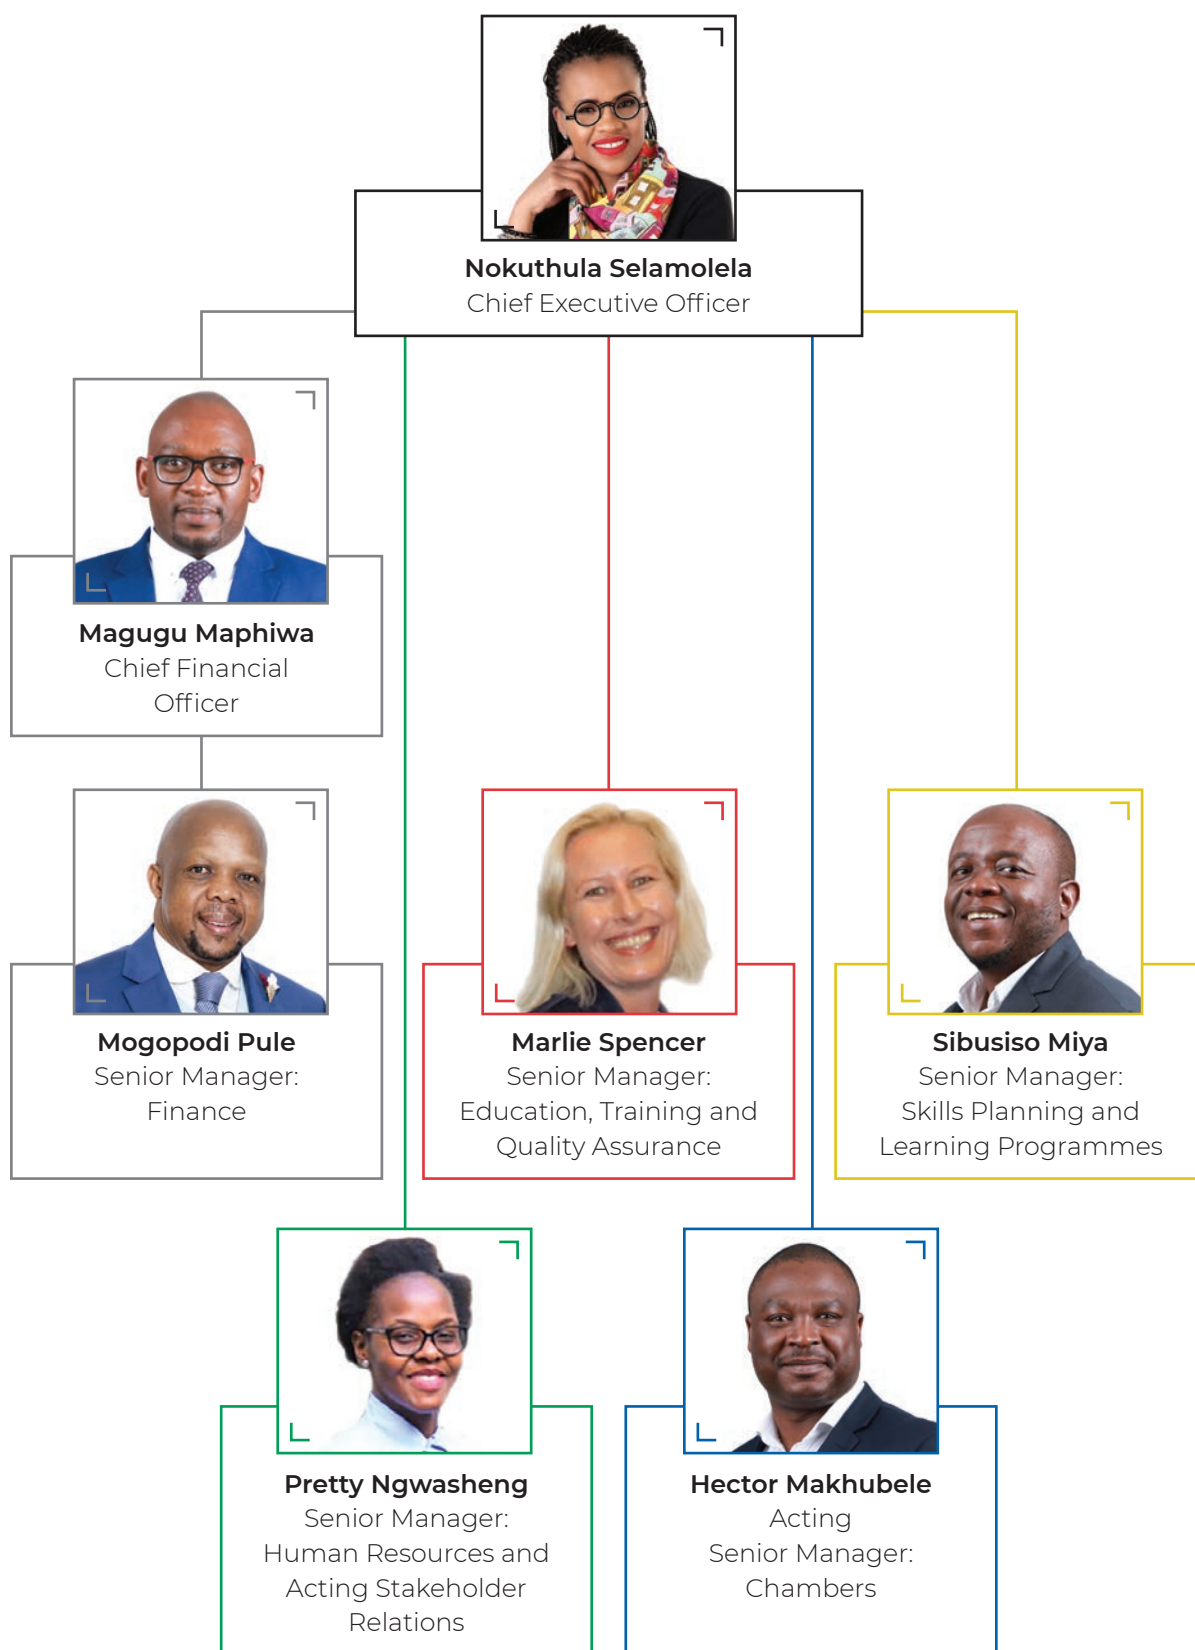 Nokuthula Selamolela
Chief Executive Officer
Magugu Maphiwa
Chief Financial
Officer
Mogopodi Pule
Senior Manager:
Finance
Marlie Spencer
Senior Manager:
Education, Training and
Quality Assurance
Sibusiso Miya
Senior Manager:
Skills Planning and
Learning Programmes
Pretty Ngwasheng
Senior Manager:
Human Resources and
Acting Stakeholder
Relations
Hector Makhubele
Acting
Senior Manager:
Chambers